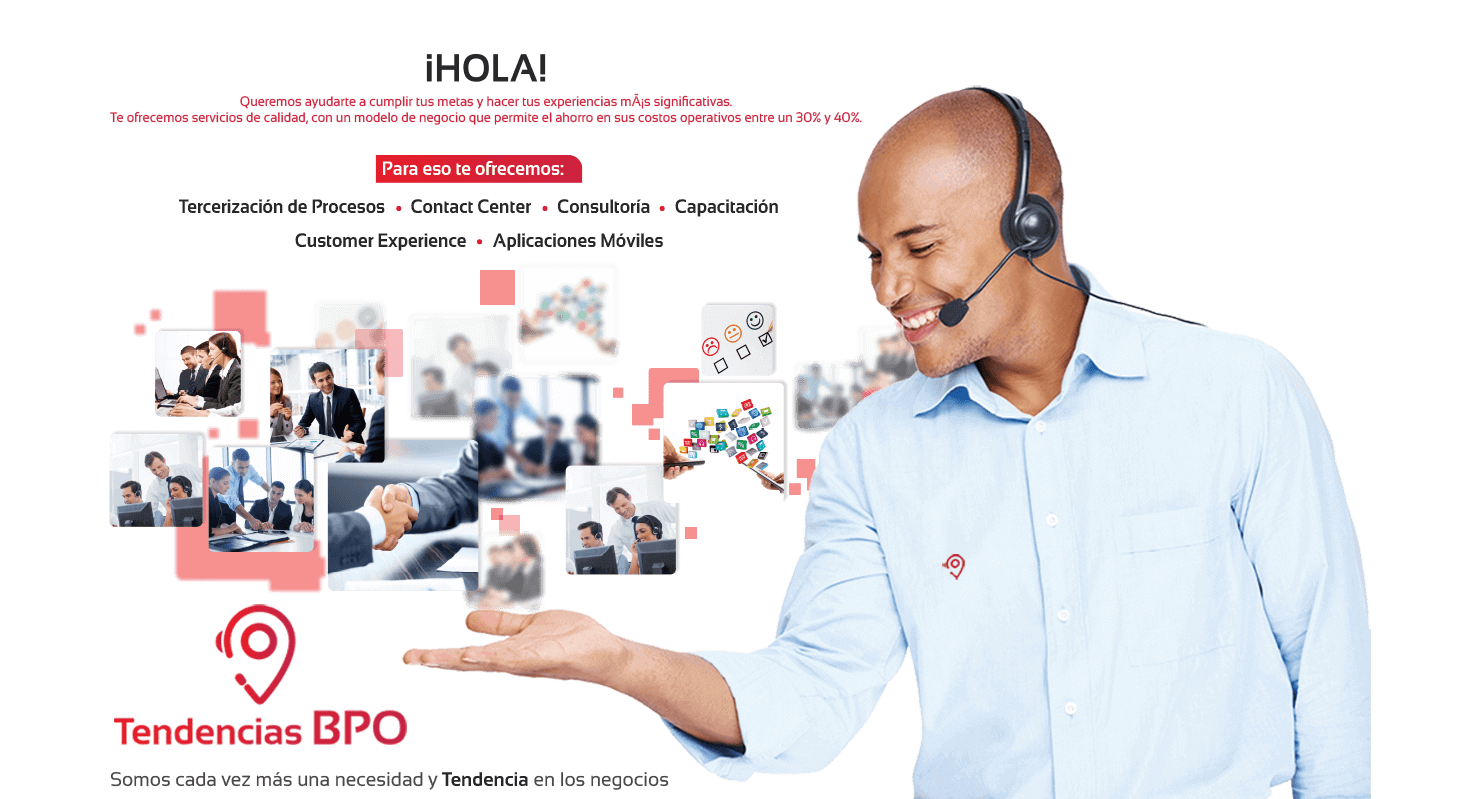 ¡HOLA!
Queremos ayudarte a cumplir tus metas y hacer tus experiencias mÃ¡s significativas.
Te ofrecemos servicios de calidad, con un modelo de negocio que permite el ahorro en sus costos operativos entre un 30% y 40%.
Para eso te ofrecemos:
Tercerización de Procesos • Contact Center • Consultoría • Capacitación
Customer Experience • Aplicaciones Móviles
Tendencias BPO
Somos cada vez más una necesidad y Tendencia en los negocios